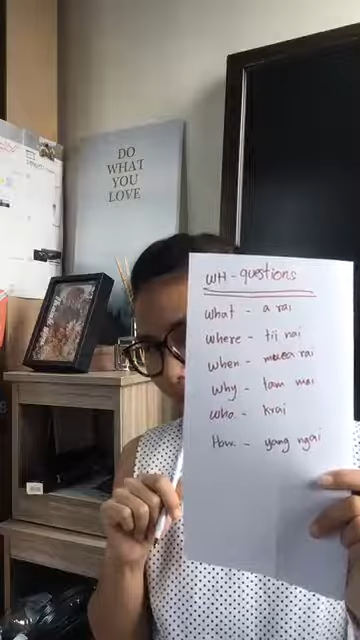 DO
WHAT
YOU
LOVE
WH-questions
what - a rai
where - tii nai
when - muea rai
why - tam mai
who - krai
How - yang ngai